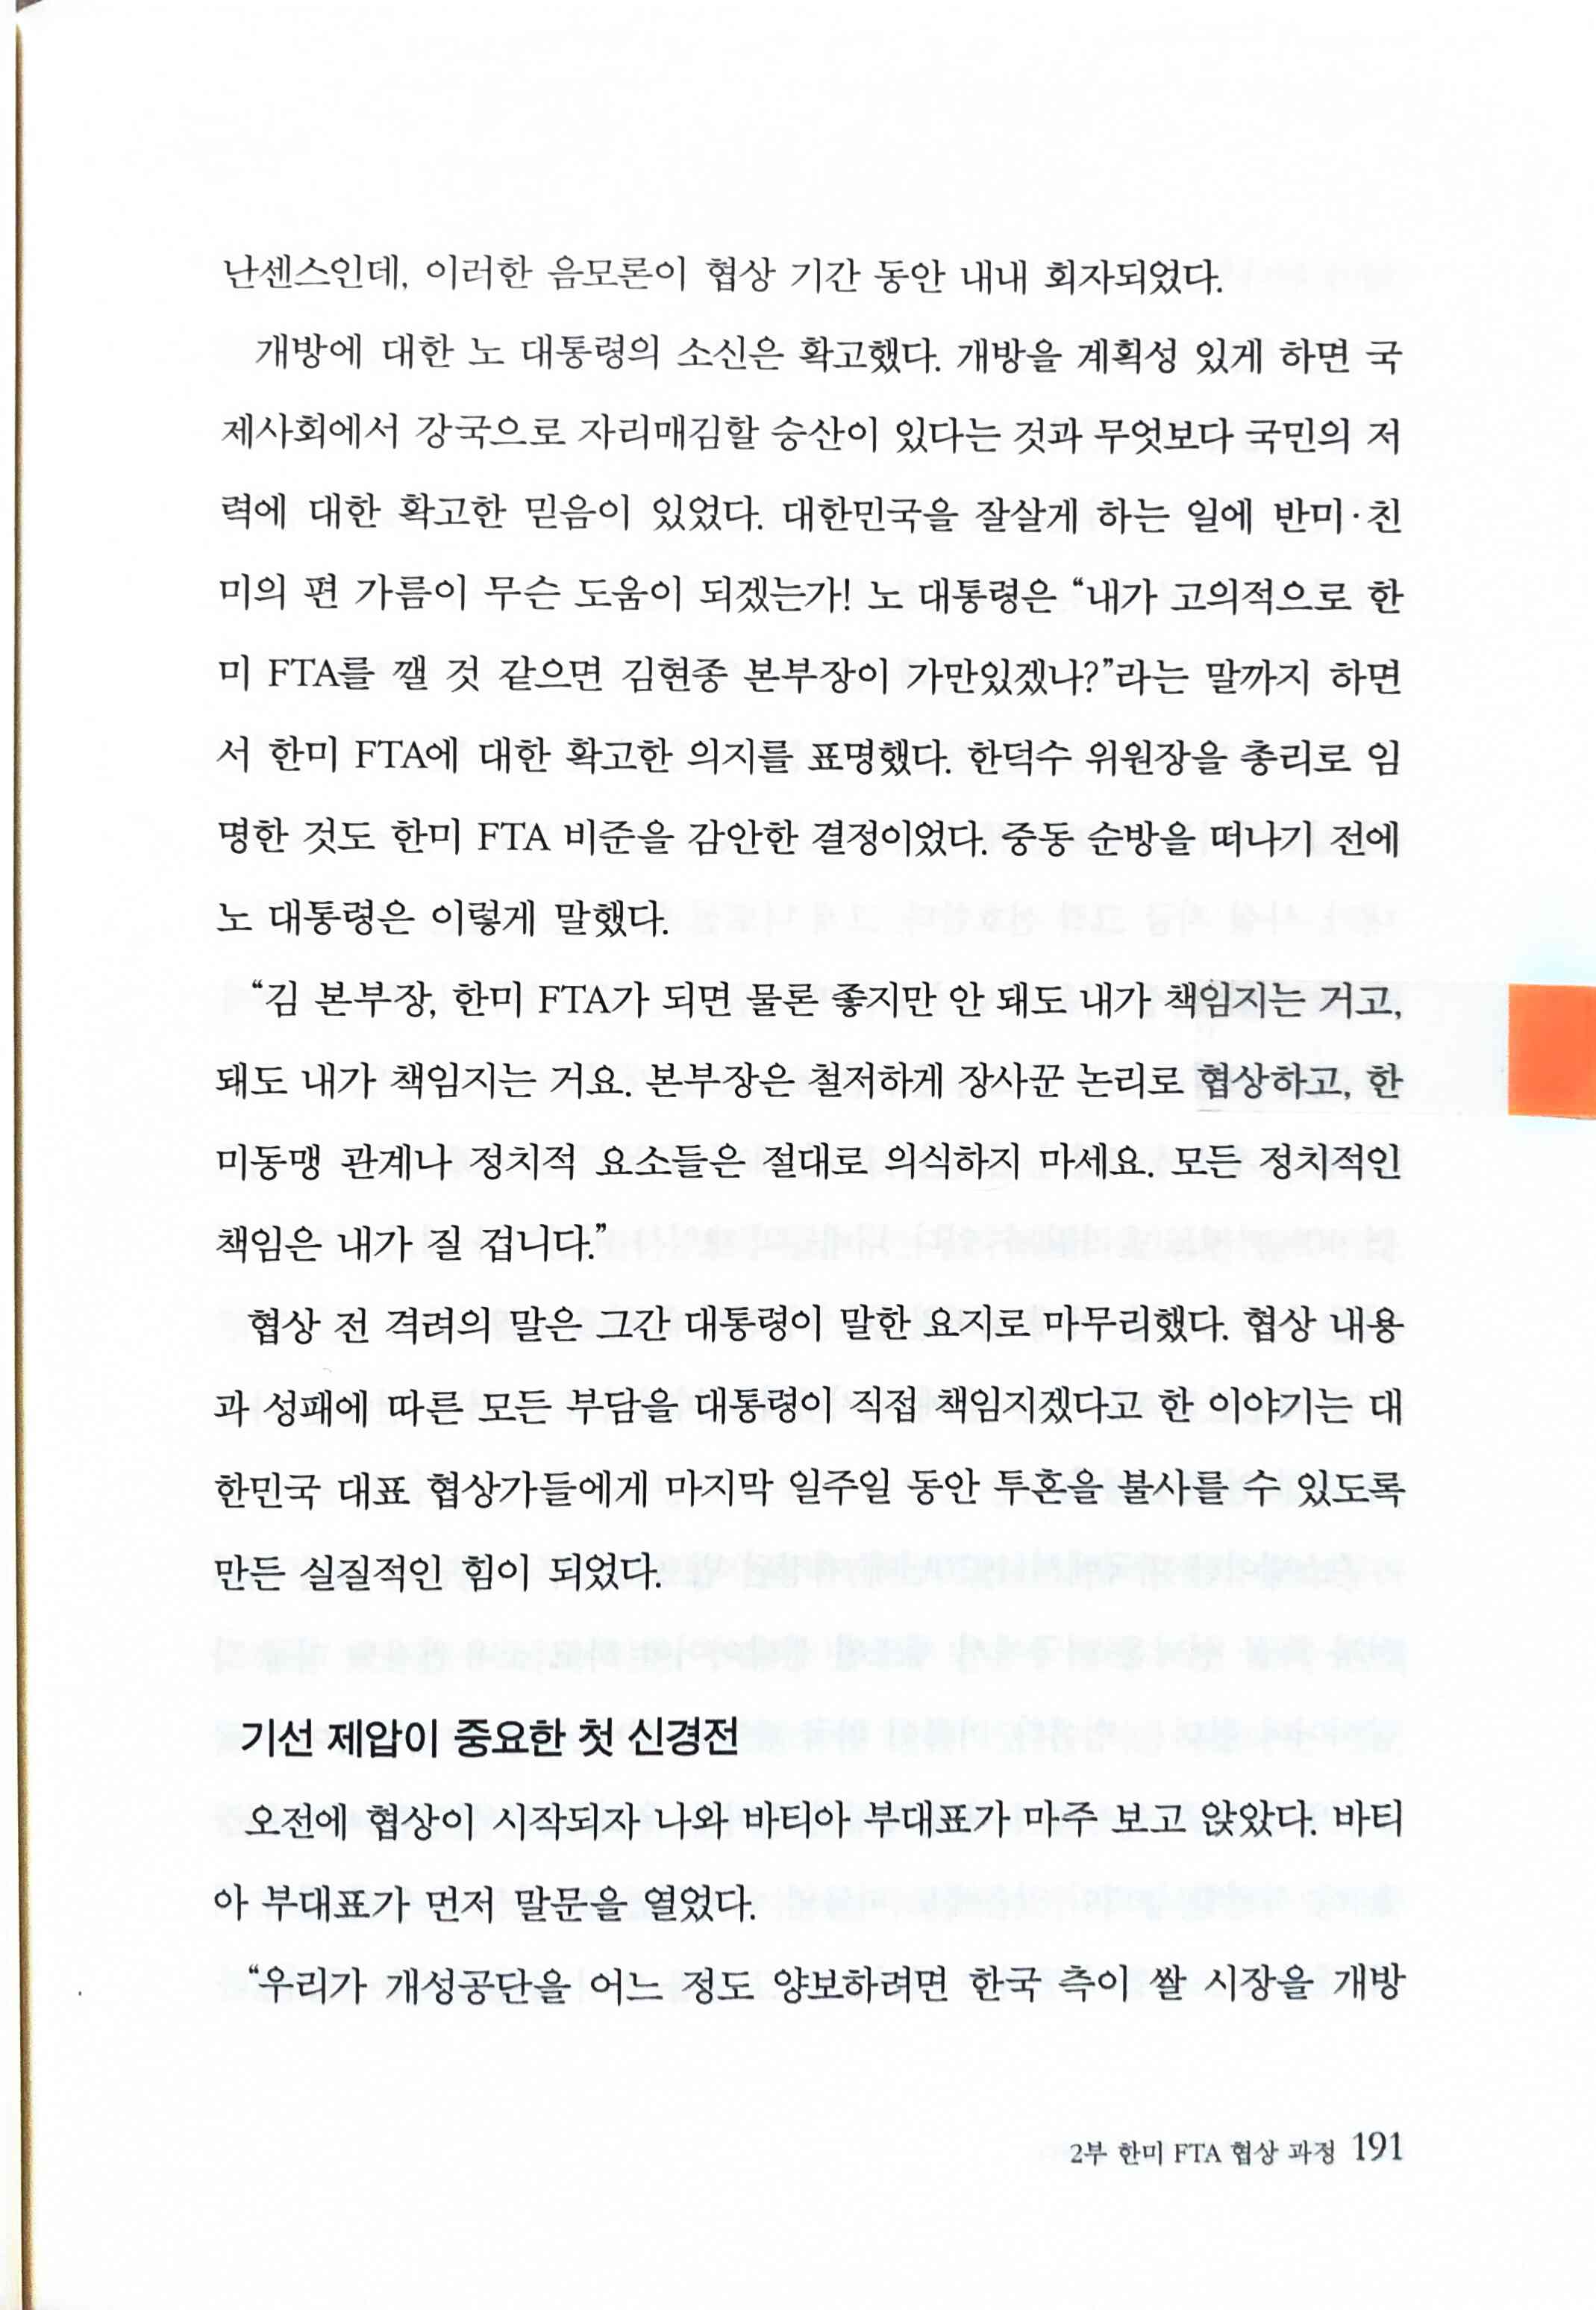 난센스인데, 이러한 음모론이 협상 기간 동안 내내 회자되었다.
개방에 대한 노 대통령의 소신은 확고했다. 개방을 계획성 있게 하면 국
제사회에서 강국으로 자리매김할 승산이 있다는 것과 무엇보다 국민의 저
력에 대한 확고한 믿음이 있었다. 대한민국을 잘살게 하는 일에 반미·친
미의 편 가름이 무슨 도움이 되겠는가! 노 대통령은 “내가 고의적으로 한
미 FTA를 깰 것 같으면 김현종 본부장이 가만있겠나?”라는 말까지 하면
서 한미 FTA에 대한 확고한 의지를 표명했다. 한덕수 위원장을 총리로 임
명한 것도 한미 FTA 비준을 감안한 결정이었다. 중동 순방을 떠나기 전에
노 대통령은 이렇게 말했다.
“김 본부장, 한미 FTA가 되면 물론 좋지만 안 돼도 내가 책임지는 거고,
돼도 내가 책임지는 거요. 본부장은 철저하게 장사꾼 논리로 협상하고, 한
미동맹 관계나 정치적 요소들은 절대로 의식하지 마세요. 모든 정치적인
책임은 내가 질 겁니다.”
협상 전 격려의 말은 그간 대통령이 말한 요지로 마무리했다. 협상 내용
과 성패에 따른 모든 부담을 대통령이 직접 책임지겠다고 한 이야기는 대
한민국 대표 협상가들에게 마지막 일주일 동안 투혼을 불사를 수 있도록
만든 실질적인 힘이 되었다.
기선 제압이 중요한 첫 신경전
오전에 협상이 시작되자 나와 바티아 부대표가 마주 보고 앉았다. 바티
아 부대표가 먼저 말문을 열었다.
“우리가 개성공단을 어느 정도 양보하려면 한국 측이 쌀 시장을 개방
2부 한미 FTA 협상 과정 191